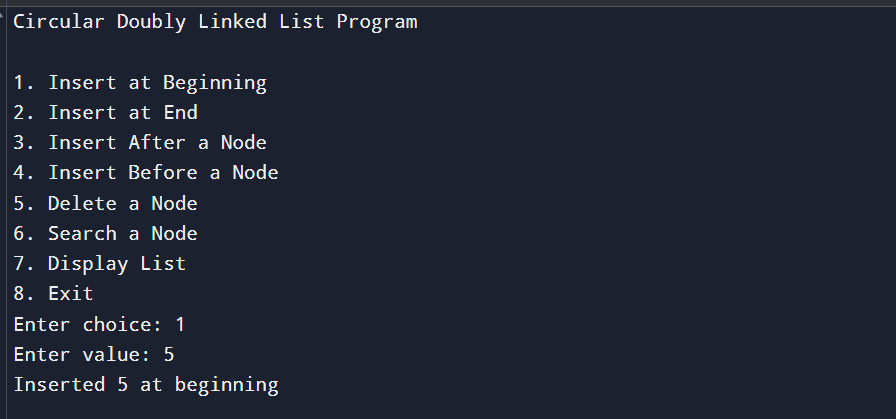 Circular Doubly Linked List Program
1. Insert at Beginning
2. Insert at End
3. Insert After a Node
4. Insert Before a Node
5. Delete a Node
6. Search a Node
7. Display List
8. Exit
Enter choice: 1
Enter value: 5
Inserted 5 at beginning